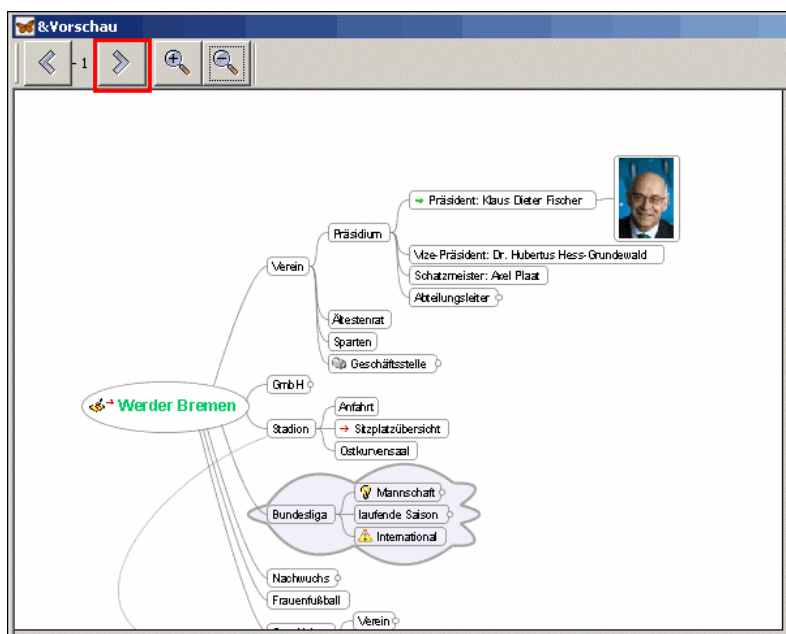 &Vorschau
- 1
Präsident: Klaus Dieter Fischer
Präsidium
Vize-Präsident: Dr. Hubertus Hess-Grundewald
Verein
Schatzmeister: Axel Plaat
Abteilungsleiter
Ältestenrat
Sparten
Geschäftsstelle
GmbH
Werder Bremen
Anfahrt
Stadion
Sitzplatzübersicht
Ostkurvensaal
Mannschaft
Bundesliga
laufende Saison
International
Nachwuchs
Frauenfußball
Verein